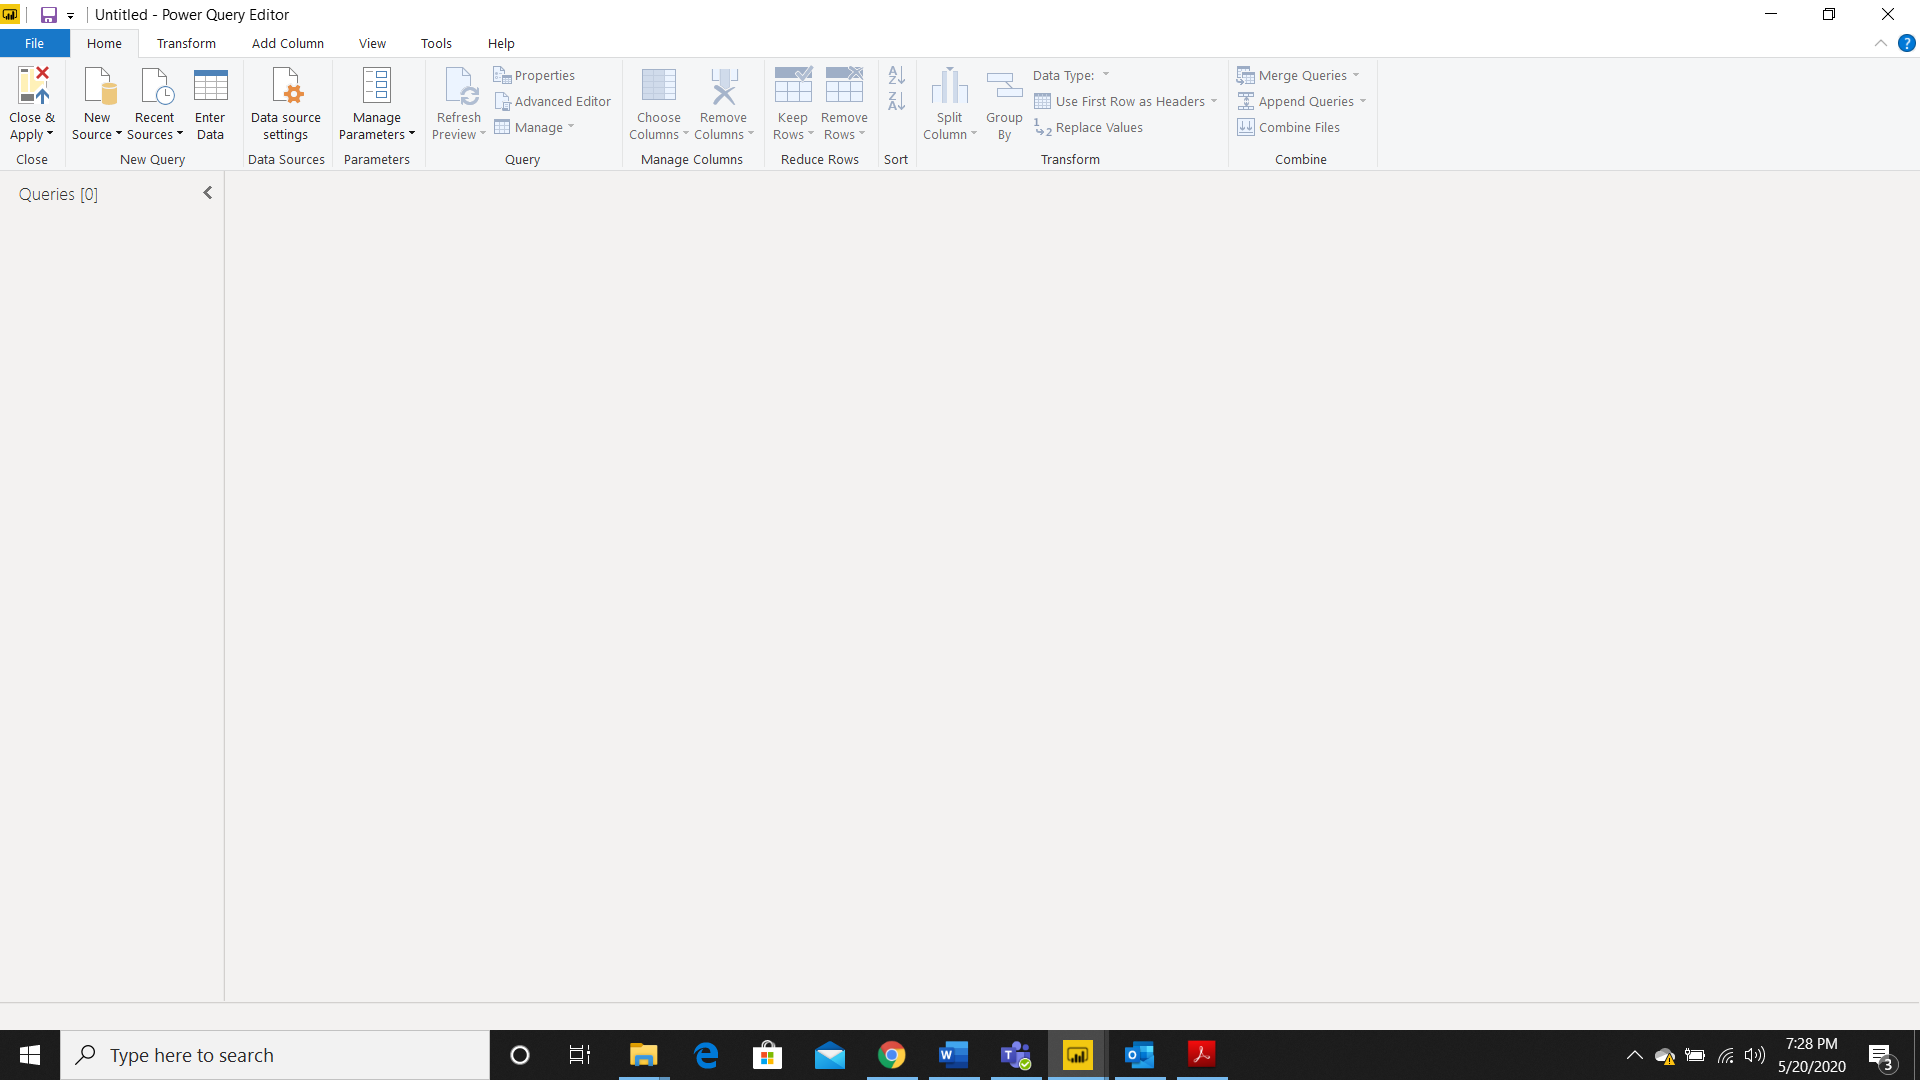 Untitled - Power Query Editor
File Home Transform Add Column View Tools Help
Close & Apply
New Source
Recent Sources
Enter Data
Data source settings
Manage Parameters
Refresh Preview
Properties
Advanced Editor
Manage
Choose Columns
Remove Columns
Keep Rows
Remove Rows
Split Column
Group By
Data Type:
Use First Row as Headers
Replace Values
Merge Queries
Append Queries
Combine Files
Close New Query Data Sources Parameters Query Manage Columns Reduce Rows Sort Transform Combine
Queries [0]
Type here to search
7:28 PM
5/20/2020
3